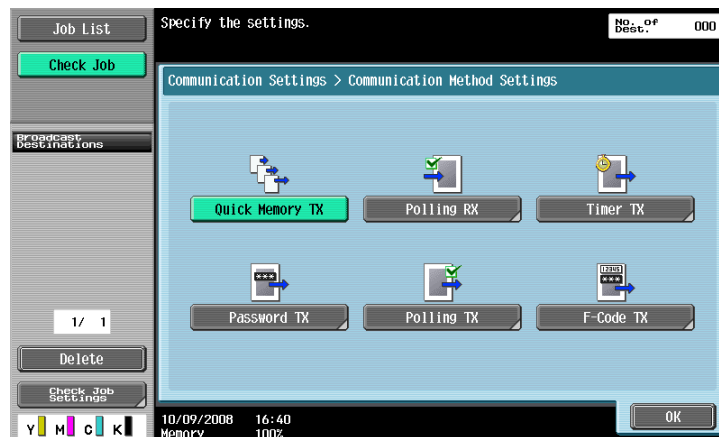 Job List
Specify the settings.
No. of
Dest.
000
Check Job
Communication Settings > Communication Method Settings
Broadcast
Destinations
Quick Memory TX
Polling RX
Timer TX
12345
***
***
Password TX
Polling TX
F-Code TX
1/ 1
Delete
Check Job
Settings
OK
Y M C K
10/09/2008 16:40
Memory 100%